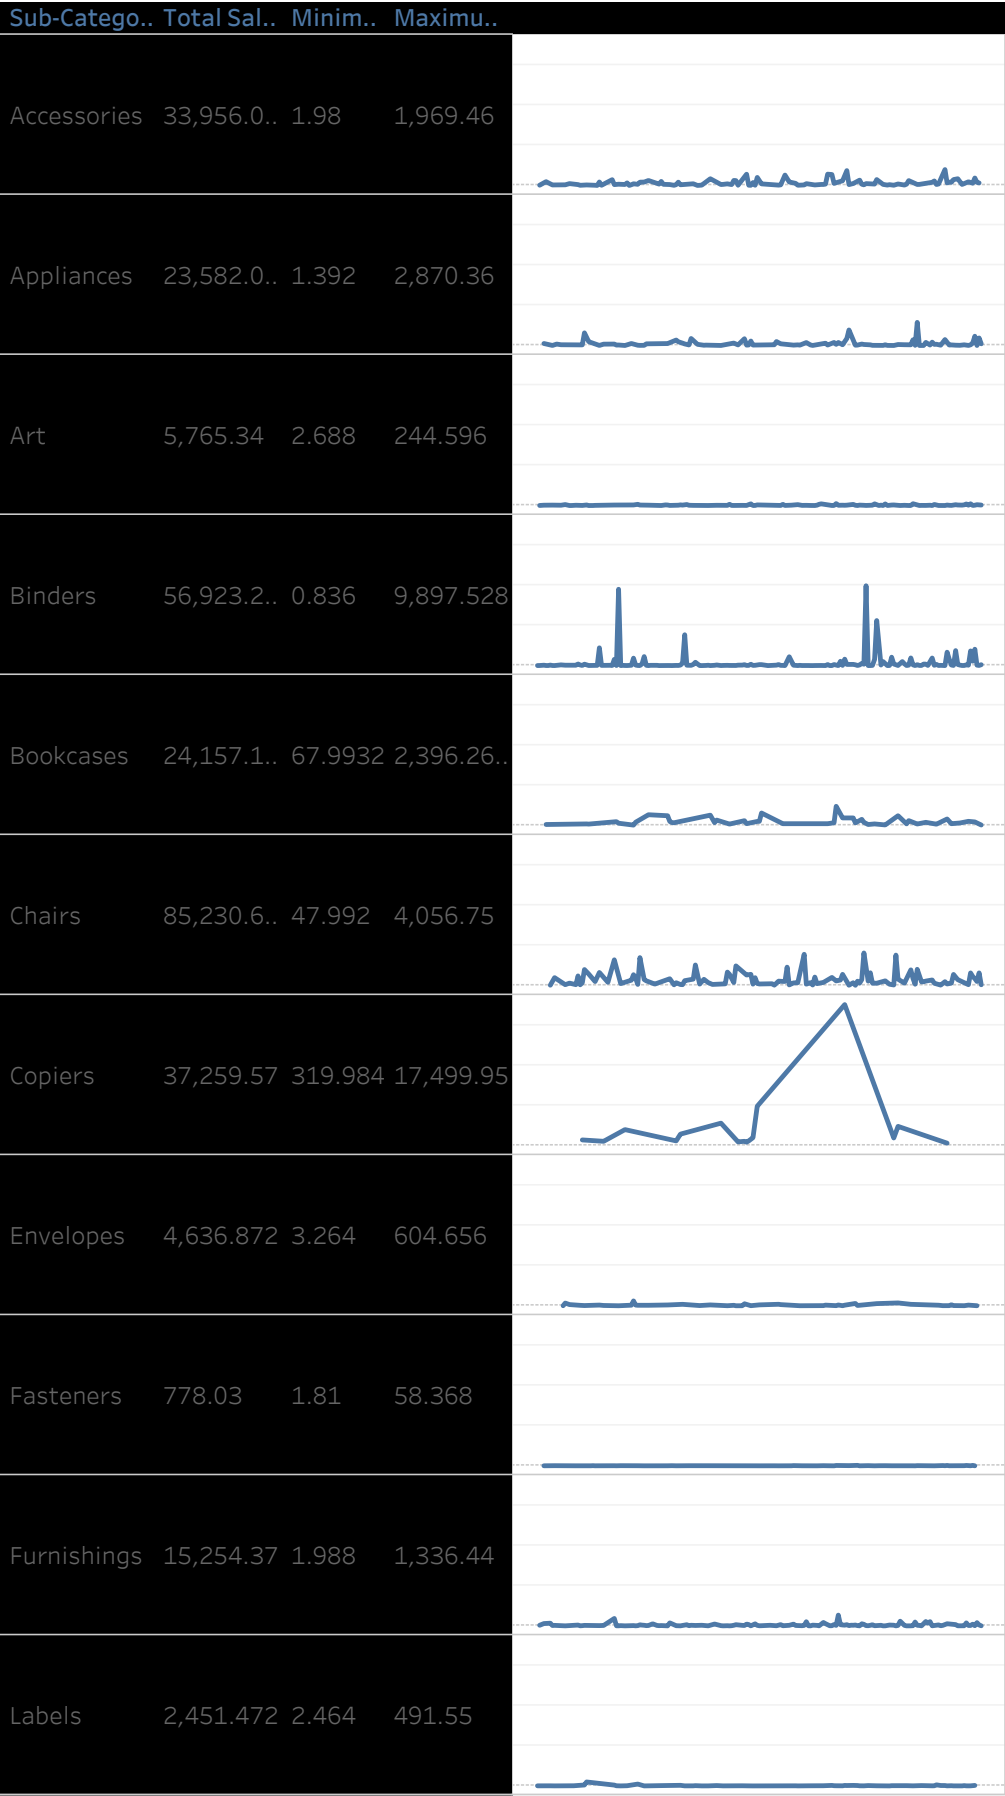 Sub-Catego.. Total Sal.. Minim.. Maximu..
Accessories 33,956.0.. 1.98 1,969.46
Appliances 23,582.0.. 1.392 2,870.36
Art 5,765.34 2.688 244.596
Binders 56,923.2.. 0.836 9,897.528
Bookcases 24,157.1.. 67.9932 2,396.26..
Chairs 85,230.6.. 47.992 4,056.75
Copiers 37,259.57 319.984 17,499.95
Envelopes 4,636.872 3.264 604.656
Fasteners 778.03 1.81 58.368
Furnishings 15,254.37 1.988 1,336.44
Labels 2,451.472 2.464 491.55